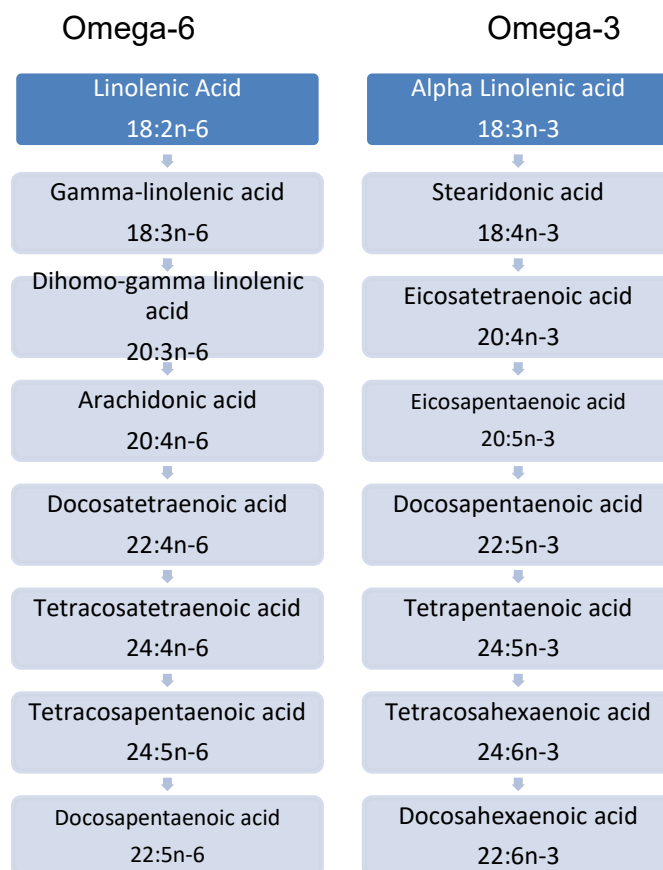 Omega-6
Linolenic Acid
18:2n-6
Gamma-linolenic acid
18:3n-6
Dihomo-gamma linolenic
acid
20:3n-6
Arachidonic acid
20:4n-6
Docosatetraenoic acid
22:4n-6
Tetracosatetraenoic acid
24:4n-6
Tetracosapentaenoic acid
24:5n-6
Docosapentaenoic acid
22:5n-6
Omega-3
Alpha Linolenic acid
18:3n-3
Stearidonic acid
18:4n-3
Eicosatetraenoic acid
20:4n-3
Eicosapentaenoic acid
20:5n-3
Docosapentaenoic acid
22:5n-3
Tetrapentaenoic acid
24:5n-3
Tetracosahexaenoic acid
24:6n-3
Docosahexaenoic acid
22:6n-3